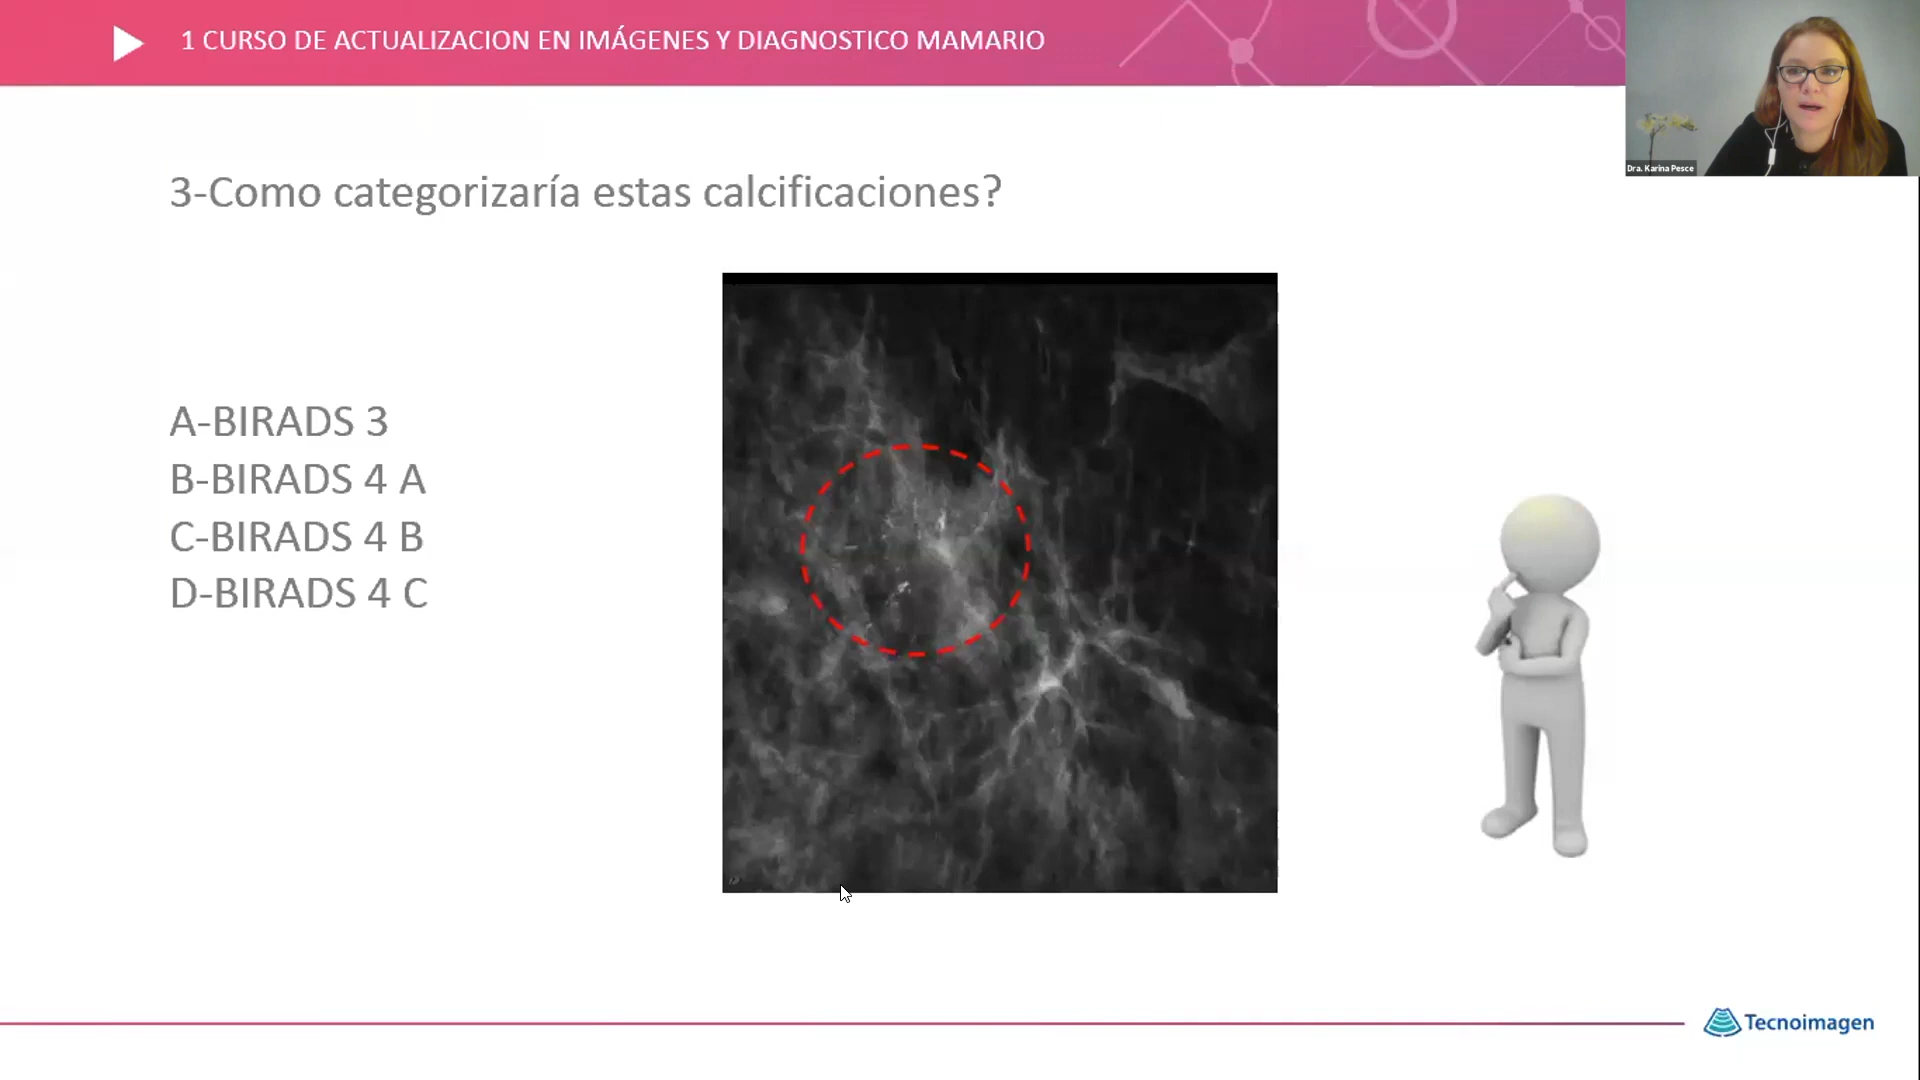 1 CURSO DE ACTUALIZACION EN IMÁGENES Y DIAGNOSTICO MAMARIO
Dra. Karina Pesce
3-Como categorizaría estas calcificaciones?
A-BIRADS 3
B-BIRADS 4 A
C-BIRADS 4 B
D-BIRADS 4 C
Tecnoimagen